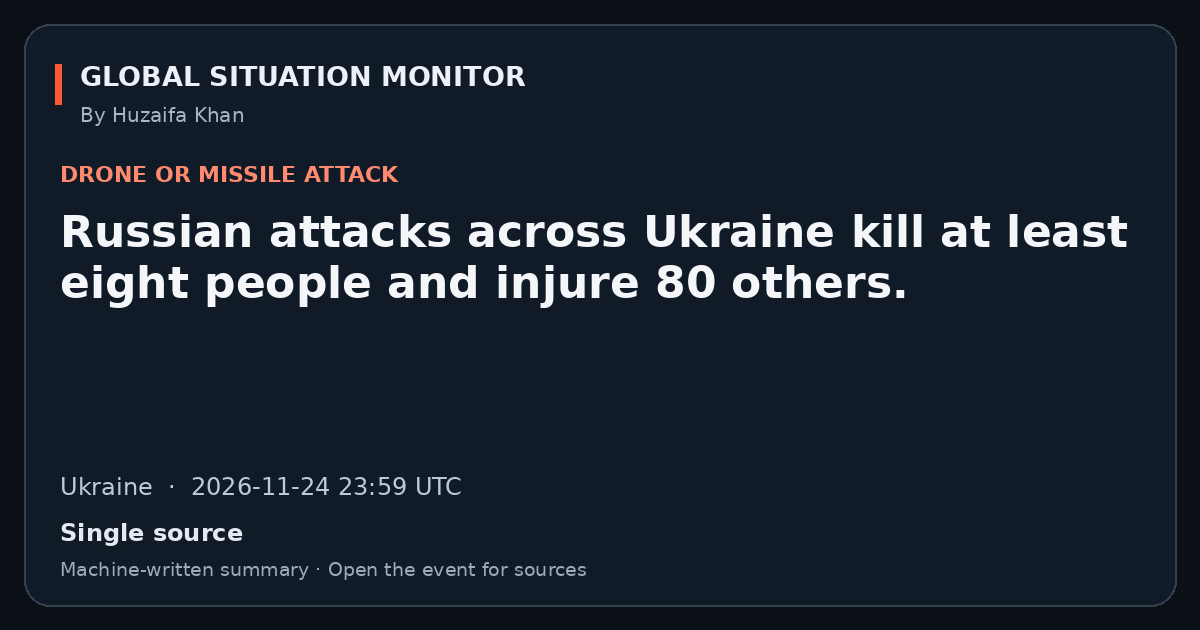 GLOBAL SITUATION MONITOR
By Huzaifa Khan
DRONE OR MISSILE ATTACK
Russian attacks across Ukraine kill at least
eight people and injure 80 others.
Ukraine · 2026-11-24 23:59 UTC
Single source
Machine-written summary · Open the event for sources